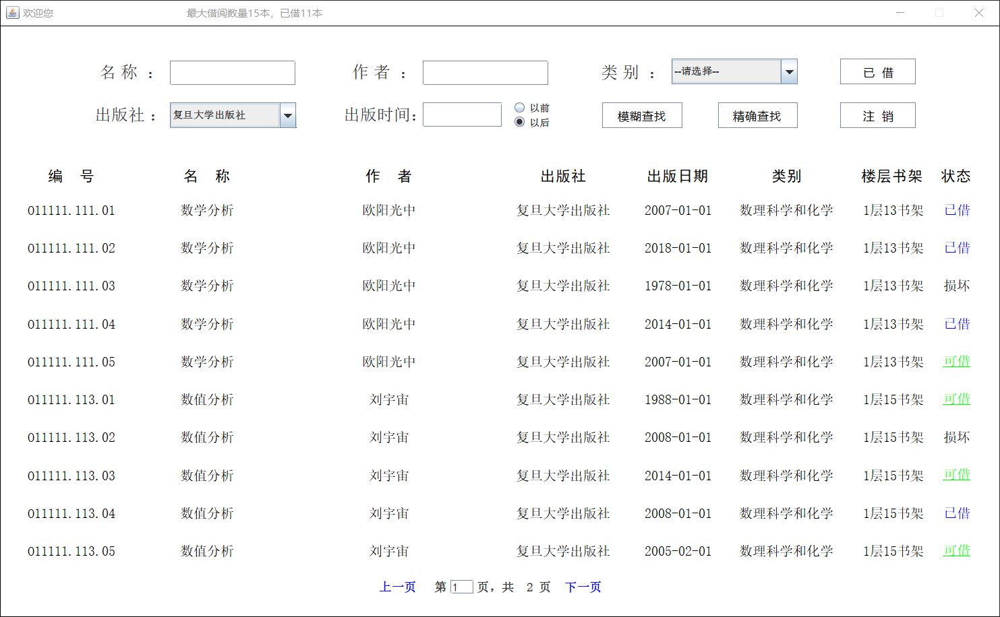 欢迎您 最大借阅数量15本，已借11本
名 称 ： 作 者 ： 类 别 ： --请选择-- 已 借
出版社 ： 复旦大学出版社 出版时间： 以前 以后 模糊查找 精确查找 注 销
编 号 名 称 作 者 出版社 出版日期 类别 楼层书架 状态
011111.111.01 数学分析 欧阳光中 复旦大学出版社 2007-01-01 数理科学和化学 1层13书架 已借
011111.111.02 数学分析 欧阳光中 复旦大学出版社 2018-01-01 数理科学和化学 1层13书架 已借
011111.111.03 数学分析 欧阳光中 复旦大学出版社 1978-01-01 数理科学和化学 1层13书架 损坏
011111.111.04 数学分析 欧阳光中 复旦大学出版社 2014-01-01 数理科学和化学 1层13书架 已借
011111.111.05 数学分析 欧阳光中 复旦大学出版社 2007-01-01 数理科学和化学 1层13书架 可借
011111.113.01 数值分析 刘宇宙 复旦大学出版社 1988-01-01 数理科学和化学 1层15书架 可借
011111.113.02 数值分析 刘宇宙 复旦大学出版社 2008-01-01 数理科学和化学 1层15书架 损坏
011111.113.03 数值分析 刘宇宙 复旦大学出版社 2014-01-01 数理科学和化学 1层15书架 可借
011111.113.04 数值分析 刘宇宙 复旦大学出版社 2008-01-01 数理科学和化学 1层15书架 已借
011111.113.05 数值分析 刘宇宙 复旦大学出版社 2005-02-01 数理科学和化学 1层15书架 可借
上一页 第 1 页，共 2 页 下一页